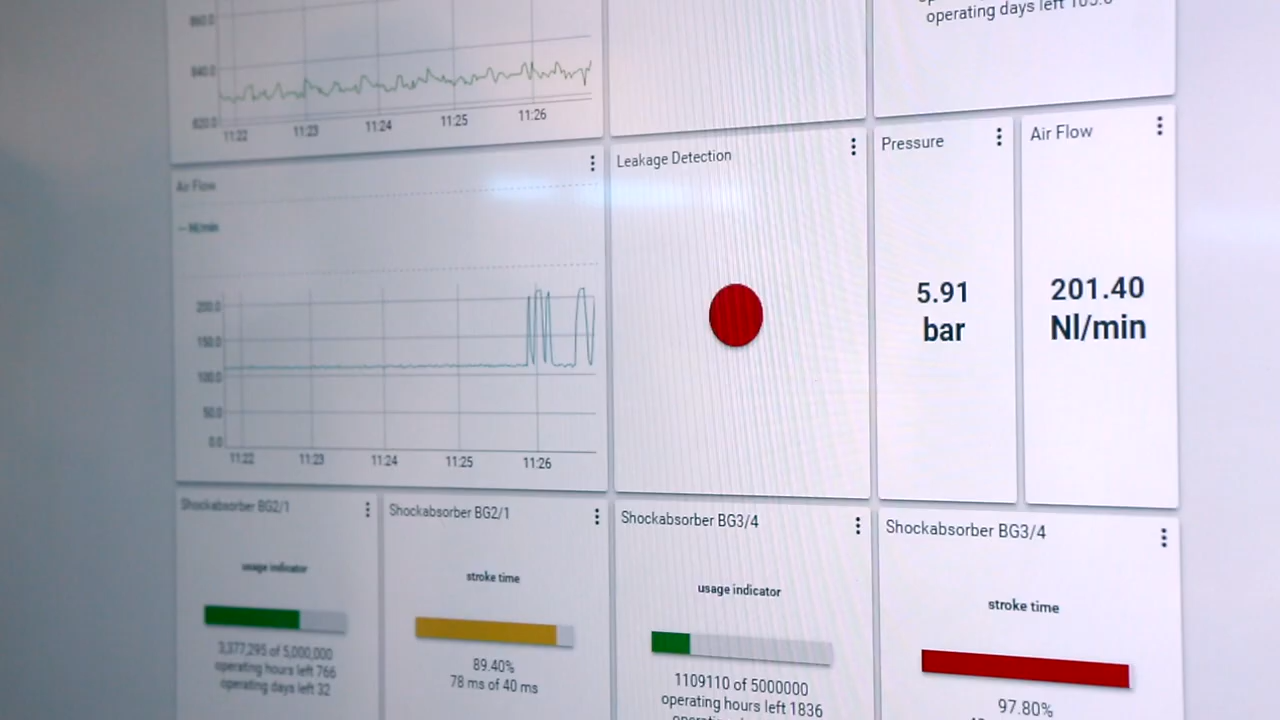 operating days left 105.0
860.0
840.0
820.0
11:22 11:23 11:24 11:25 11:26
Air Flow
Nl/min
200.0
150.0
100.0
50.0
0.0
11:22 11:23 11:24 11:25 11:26
Leakage Detection
Pressure
5.91
bar
Air Flow
201.40
Nl/min
Shockabsorber BG2/1
usage indicator
3,377,295 of 5,000,000
operating hours left 766
operating days left 32
Shockabsorber BG2/1
stroke time
89.40%
78 ms of 40 ms
Shockabsorber BG3/4
usage indicator
1109110 of 5000000
operating hours left 1836
Shockabsorber BG3/4
stroke time
97.80%